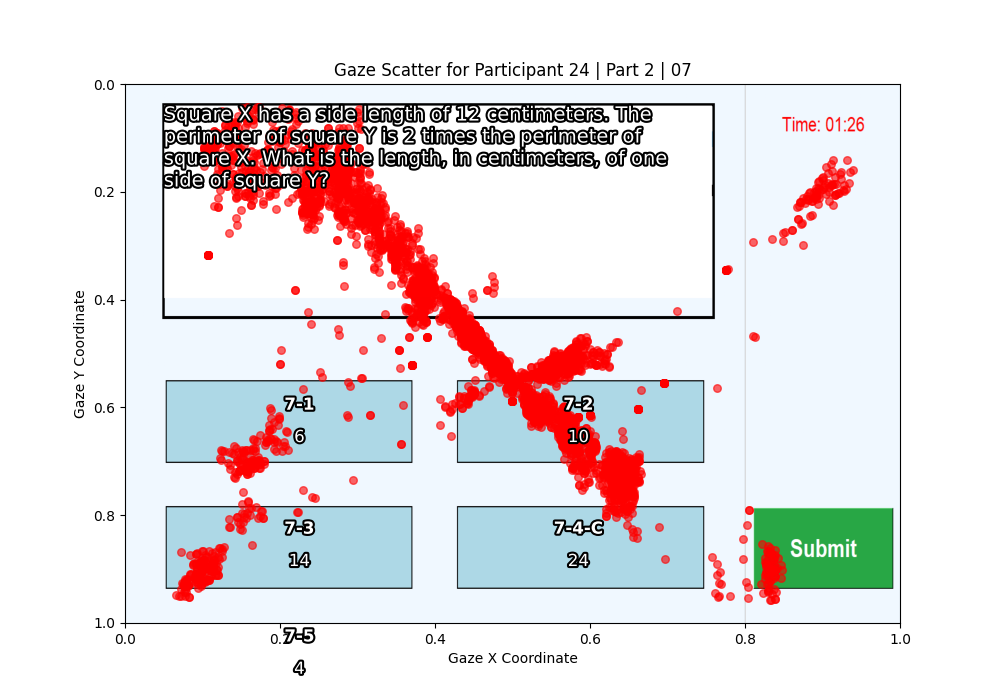 Gaze Scatter for Participant 24 | Part 2 | 07
Square X has a side length of 12 centimeters. The
perimeter of square Y is 2 times the perimeter of
square X. What is the length, in centimeters, of one
side of square Y?
Time: 01:26
7-1
6
7-2
10
7-3
14
7-4-C
24
Submit
7-5
4
0.0
0.2
0.4
0.6
0.8
1.0
Gaze Y Coordinate
0.0
0.2
0.4
0.6
0.8
1.0
Gaze X Coordinate